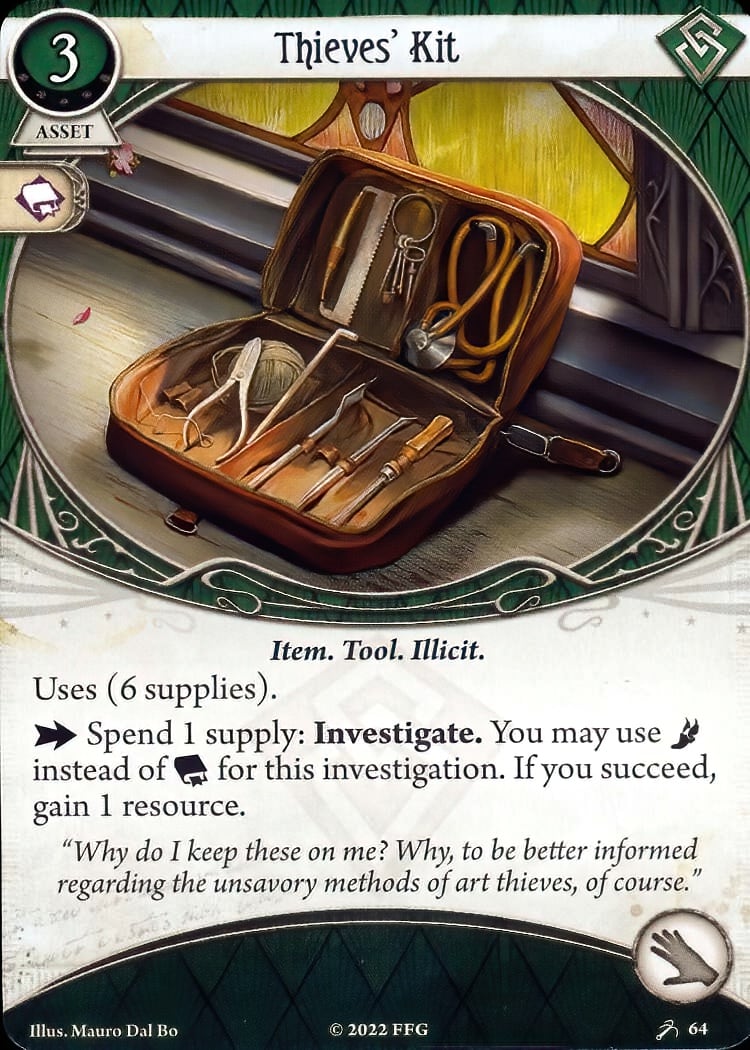 3
Thieves' Kit
ASSET
Item. Tool. Illicit.
Uses (6 supplies).
Spend 1 supply: Investigate. You may use
instead of for this investigation. If you succeed,
gain 1 resource.
"Why do I keep these on me? Why, to be better informed
regarding the unsavory methods of art thieves, of course."
Illus. Mauro Dal Bo
© 2022 FFG
64